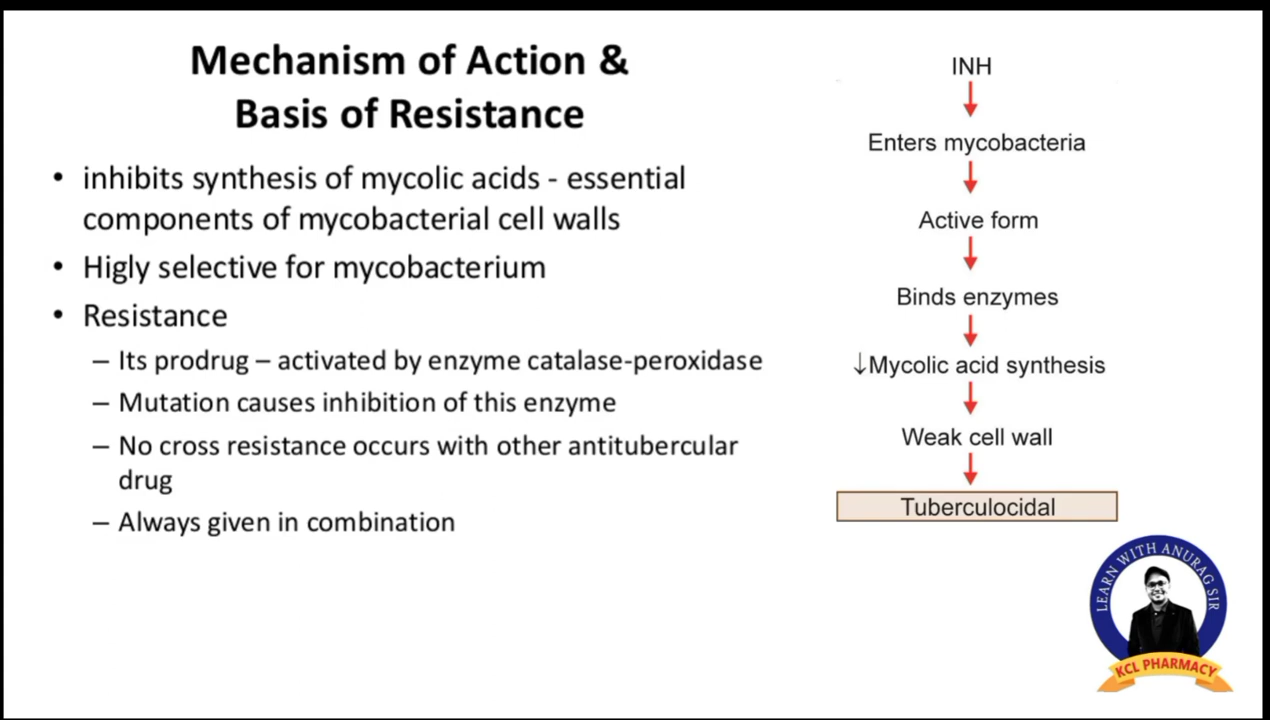 Mechanism of Action &
Basis of Resistance
• inhibits synthesis of mycolic acids - essential
components of mycobacterial cell walls
• Higly selective for mycobacterium
• Resistance
– Its prodrug – activated by enzyme catalase-peroxidase
– Mutation causes inhibition of this enzyme
– No cross resistance occurs with other antitubercular
drug
– Always given in combination
INH
Enters mycobacteria
Active form
Binds enzymes
↓Mycolic acid synthesis
Weak cell wall
Tuberculocidal
LEARN WITH ANURAG SIR
KCL PHARMACY